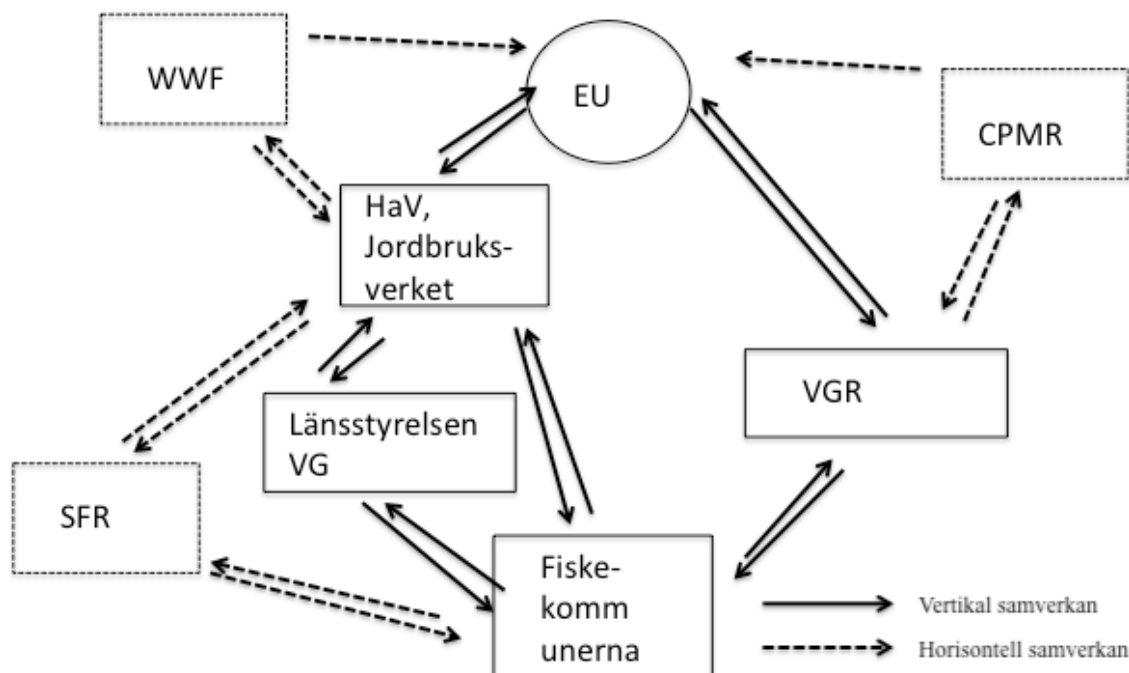 WWF
EU
CPMR
HaV,
Jordbruks-
verket
VGR
Länsstyrelsen
VG
SFR
Fiske-
komm
unerna
Vertikal samverkan
Horisontell samverkan